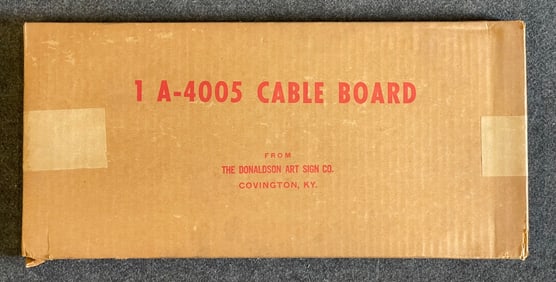 1 A-4005 CABLE BOARD
FROM
THE DONALDSON ART SIGN CO.
COVINGTON, KY.